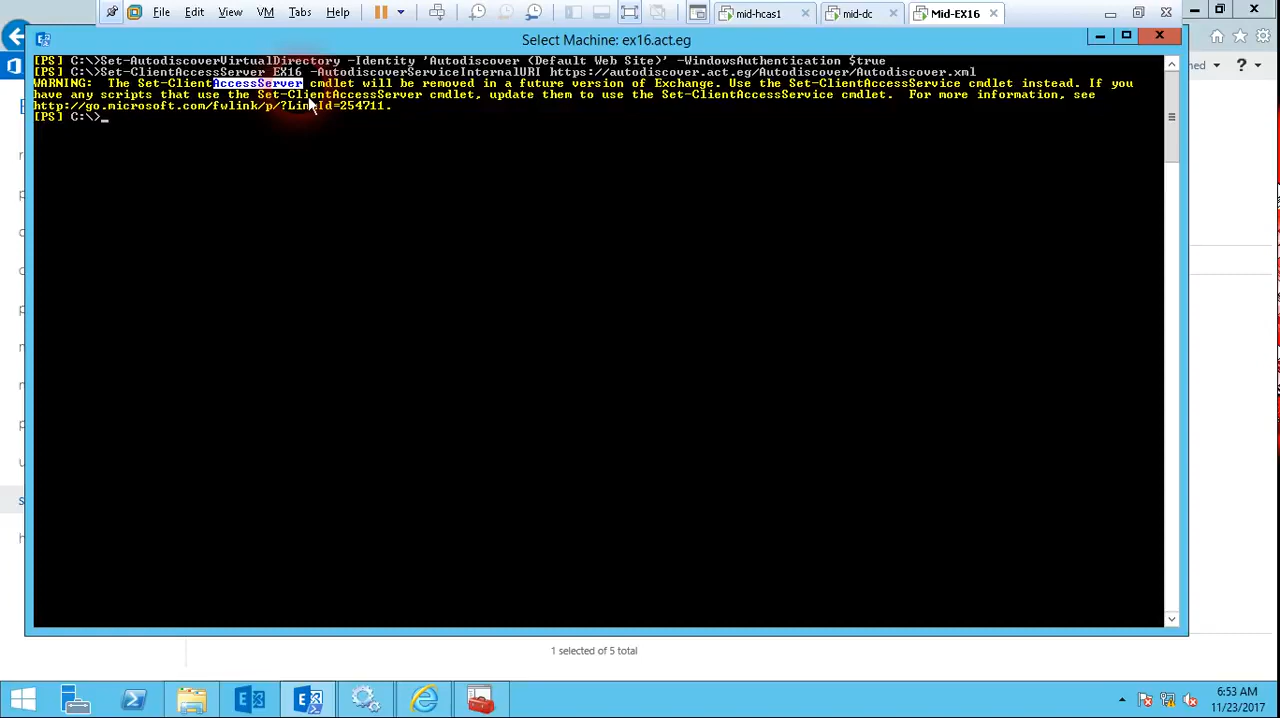 File Edit View VM Tabs Help mid-hcas1 mid-dc Mid-EX16
Select Machine: ex16.act.eg
[PS] C:\>Set-AutodiscoverVirtualDirectory -Identity 'Autodiscover (Default Web Site)' -WindowsAuthentication $true
[PS] C:\>Set-ClientAccessServer EX16 -AutodiscoverServiceInternalURI https://autodiscover.act.eg/Autodiscover/Autodiscover.xml
WARNING: The Set-ClientAccessServer cmdlet will be removed in a future version of Exchange. Use the Set-ClientAccessService cmdlet instead. If you
have any scripts that use the Set-ClientAccessServer cmdlet, update them to use the Set-ClientAccessService cmdlet. For more information, see
http://go.microsoft.com/fwlink/p/?LinkId=254711.
[PS] C:\>_
1 selected of 5 total
6:53 AM
11/23/2017